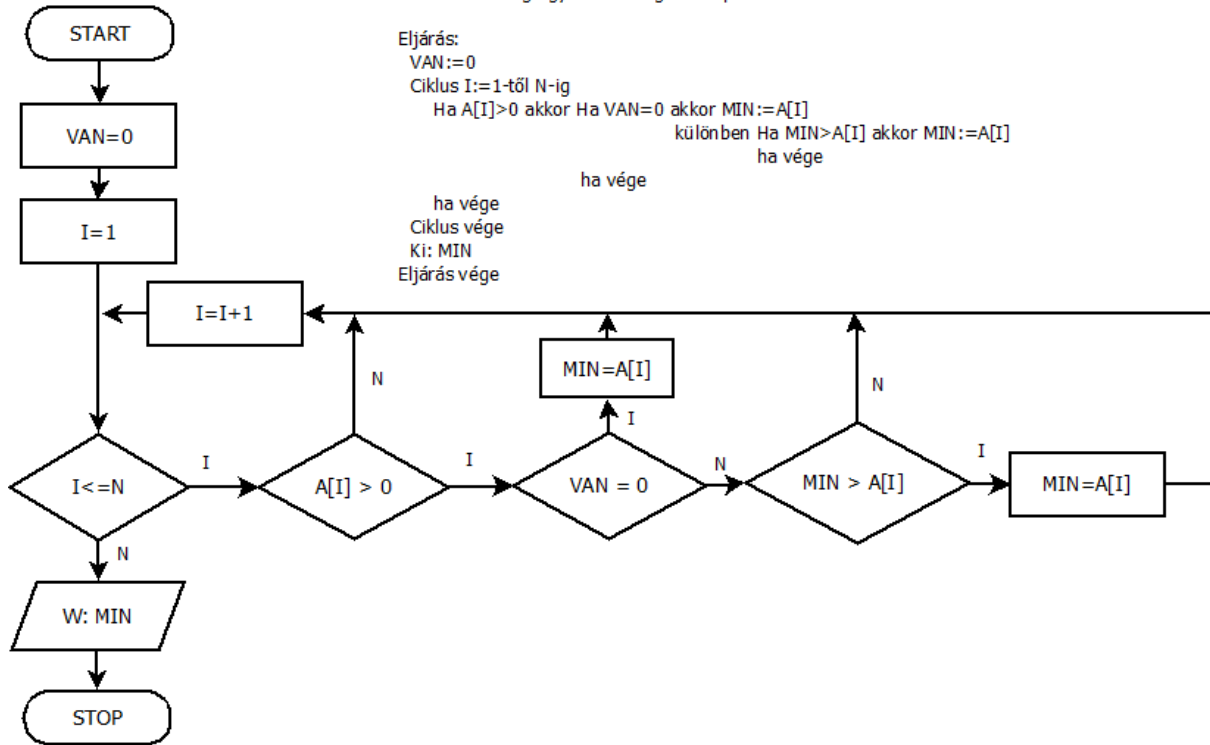 START
Eljárás:
VAN:=0
Ciklus I:=1-től N-ig
Ha A[I]>0 akkor Ha VAN=0 akkor MIN:=A[I]
különben Ha MIN>A[I] akkor MIN:=A[I]
ha vége
ha vége
ha vége
Ciklus vége
Ki: MIN
Eljárás vége
VAN=0
I=1
I=I+1
MIN=A[I]
N
N
I
I<=N
I
A[I] > 0
I
VAN = 0
N
MIN > A[I]
I
MIN=A[I]
N
W: MIN
STOP